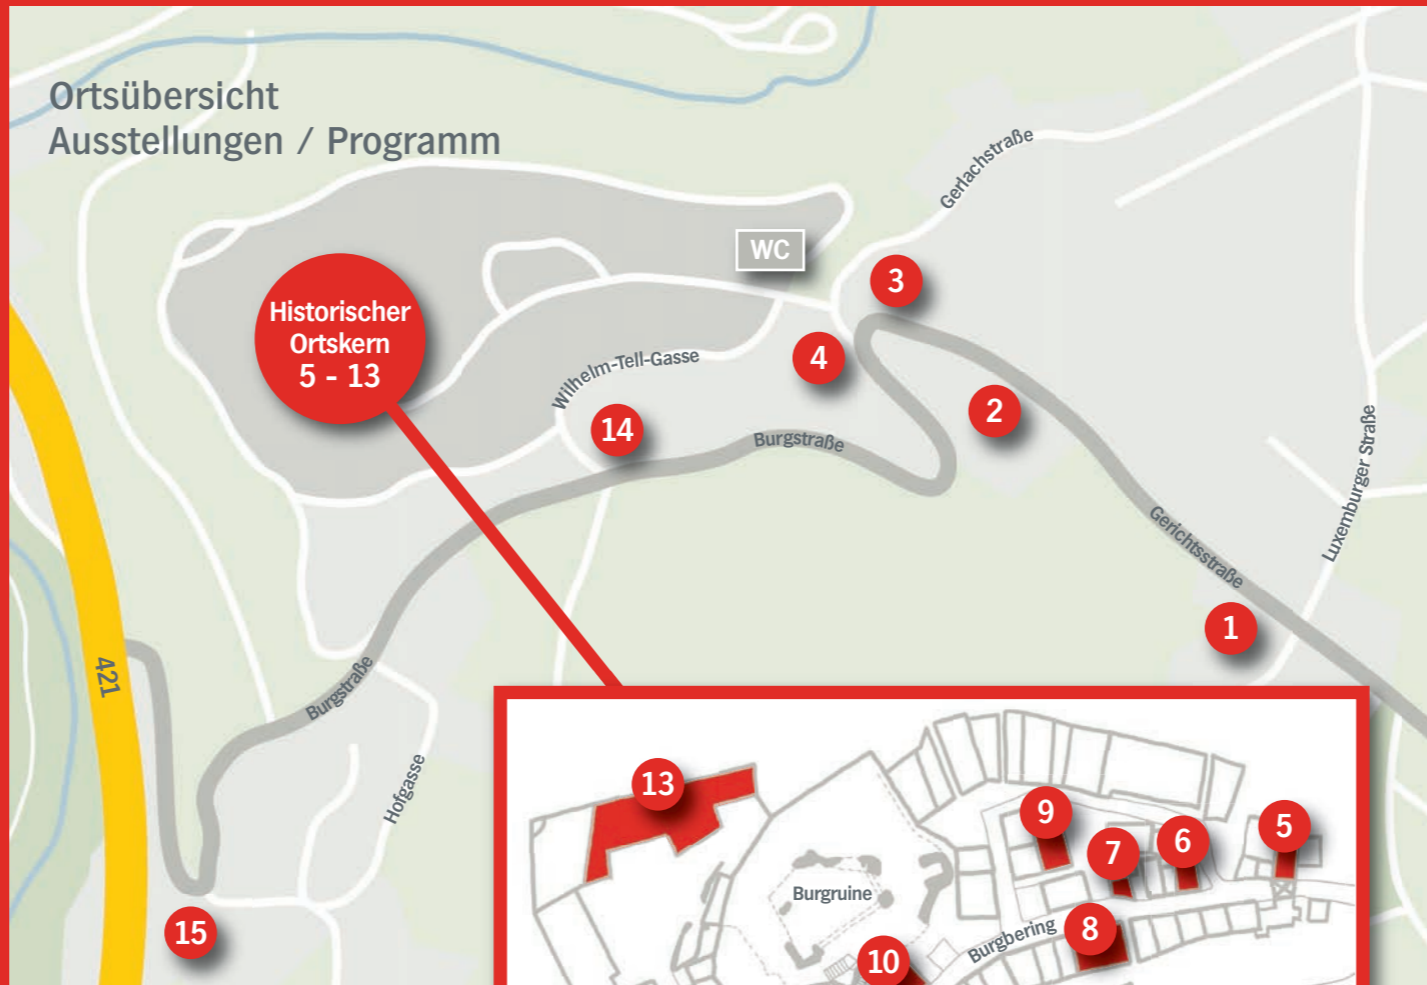 Ortsübersicht
Ausstellungen / Programm
Gerlachstraße
WC
3
Historischer
Ortskern
5 - 13
4
Wilhelm-Tell-Gasse
2
14
Burgstraße
Luxemburger Straße
Gerichtsstraße
1
421
Burgstraße
Hofgasse
13
9
5
6
7
Burgruine
8
Burgbering
15
10